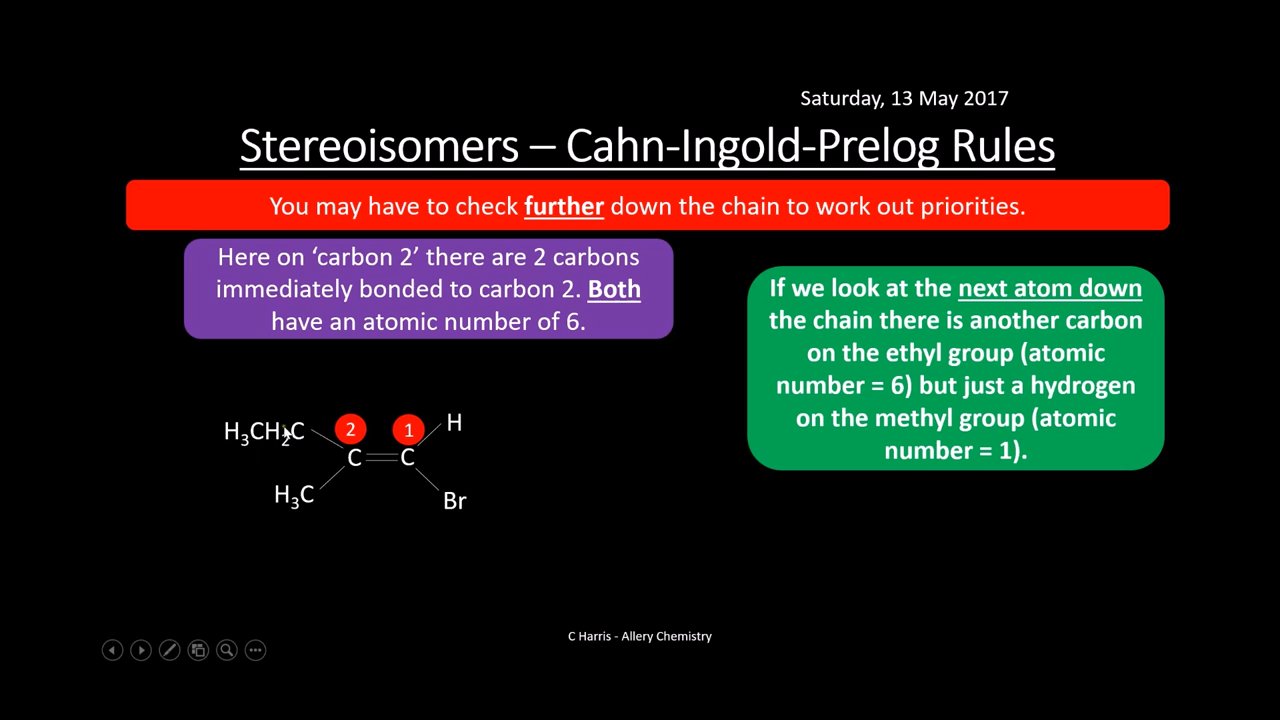 Saturday, 13 May 2017
Stereoisomers – Cahn-Ingold-Prelog Rules
You may have to check further down the chain to work out priorities.
Here on ‘carbon 2’ there are 2 carbons
immediately bonded to carbon 2. Both
have an atomic number of 6.
If we look at the next atom down
the chain there is another carbon
on the ethyl group (atomic
number = 6) but just a hydrogen
on the methyl group (atomic
number = 1).
H₃CH₂C 2 1 H
C C
H₃C Br
C Harris - Allery Chemistry